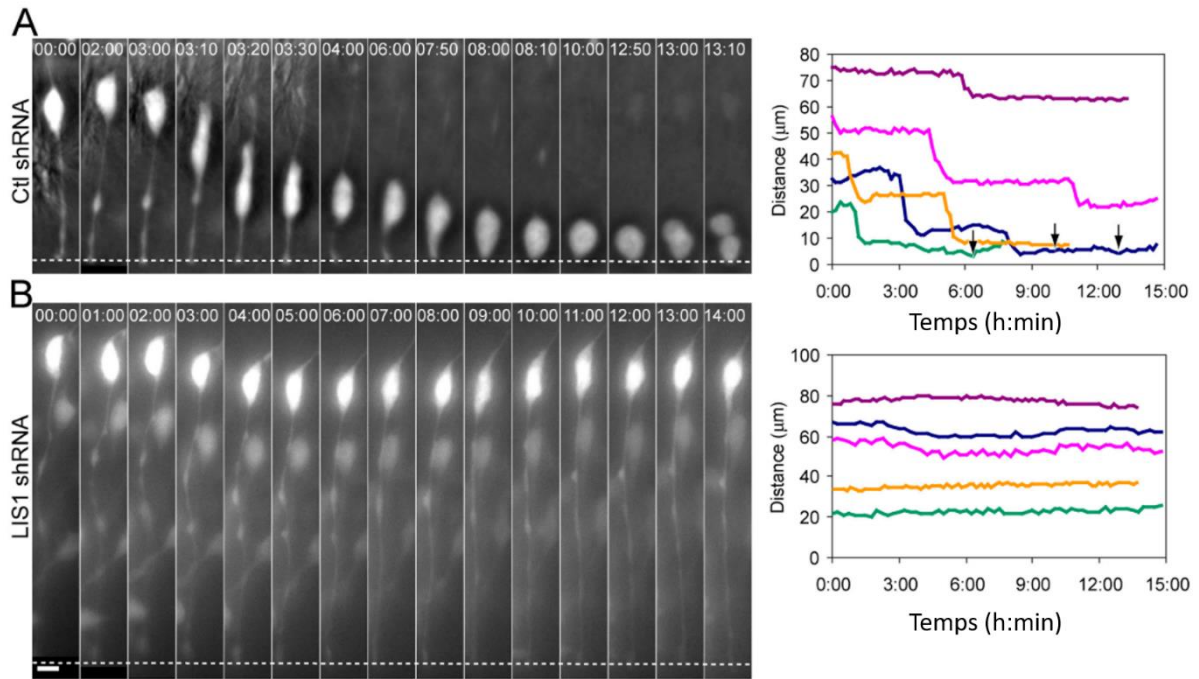 A
00:00 02:00 03:00 03:10 03:20 03:30 04:00 06:00 07:50 08:00 08:10 10:00 12:50 13:00 13:10
Ctl shRNA
80
70
60
50
40
30
20
10
0
Distance (µm)
0:00 3:00 6:00 9:00 12:00 15:00
Temps (h:min)
B
00:00 01:00 02:00 03:00 04:00 05:00 06:00 07:00 08:00 09:00 10:00 11:00 12:00 13:00 14:00
LIS1 shRNA
100
80
60
40
20
0
Distance (µm)
0:00 3:00 6:00 9:00 12:00 15:00
Temps (h:min)